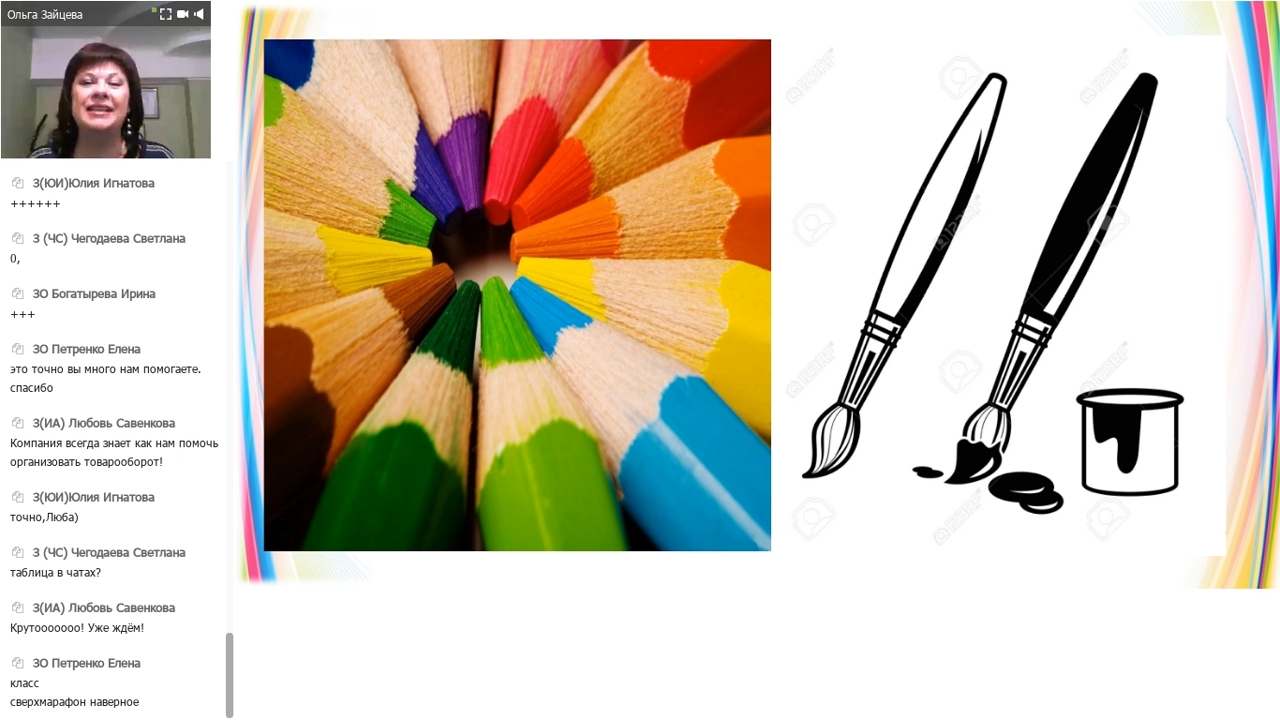 Ольга Зайцева
З(ЮИ)Юлия Игнатова
++++++
З (ЧС) Чегодаева Светлана
0,
ЗО Богатырева Ирина
+++
ЗО Петренко Елена
это точно вы много нам помогаете.
спасибо
З(ИА) Любовь Савенкова
Компания всегда знает как нам помочь
организовать товарооборот!
З(ЮИ)Юлия Игнатова
точно,Люба)
З (ЧС) Чегодаева Светлана
таблица в чатах?
З(ИА) Любовь Савенкова
Крутооооооо! Уже ждём!
ЗО Петренко Елена
класс
сверхмарафон наверное